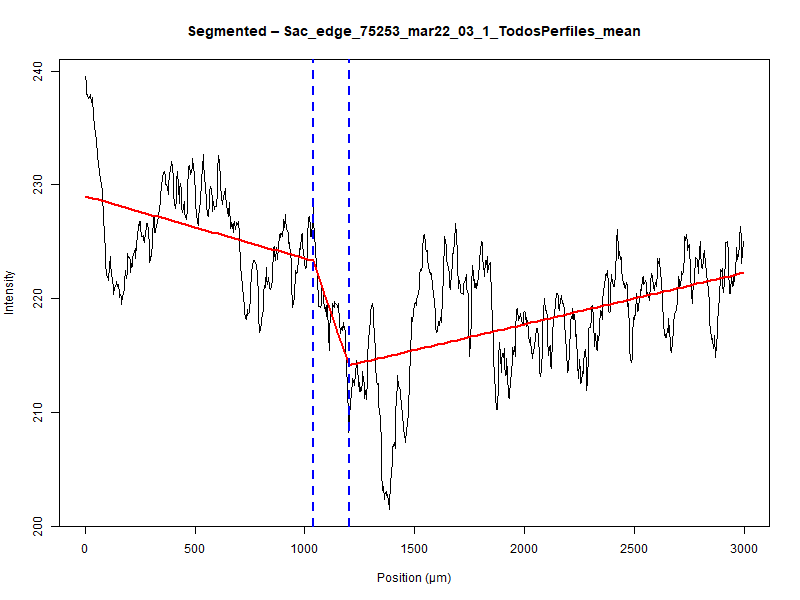 Segmented – Sac_edge_75253_mar22_03_1_TodosPerfiles_mean
240
230
220
210
200
Intensity
0 500 1000 1500 2000 2500 3000
Position (µm)